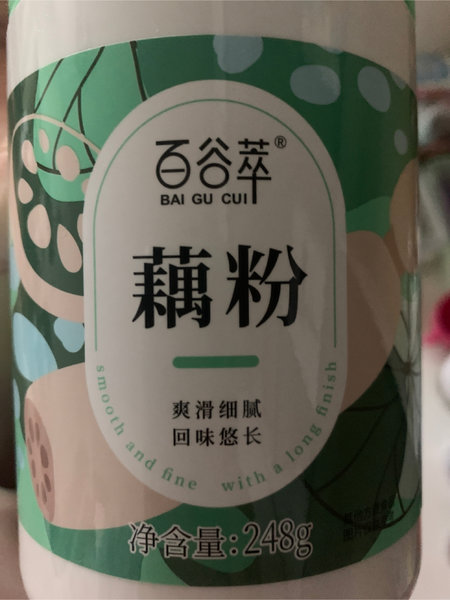 百谷萃®
BAI GU CUI
藕粉
爽滑细腻
回味悠长
smooth and fine with a long finish
净含量:248g